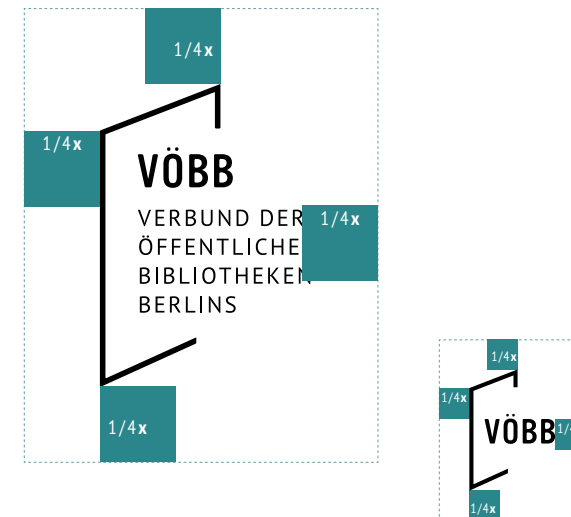 1/4x
1/4x
VÖBB
VERBUND DER
1/4x
ÖFFENTLICHE
BIBLIOTHEKEN
BERLINS
1/4x
1/4x
1/4x
VÖBB
1/4x